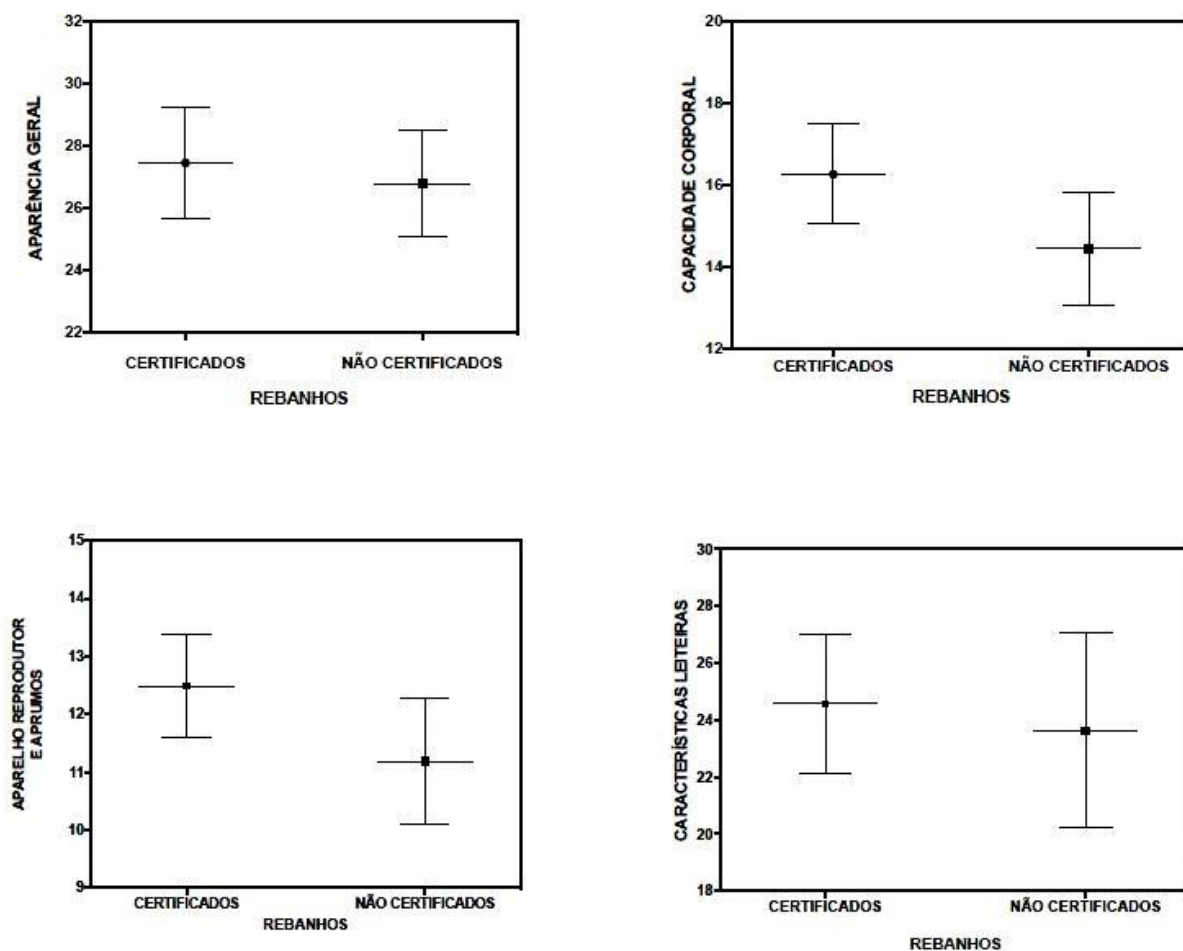 APARÊNCIA GERAL
32
30
28
26
24
22
CERTIFICADOS
NÃO CERTIFICADOS
REBANHOS
CAPACIDADE CORPORAL
20
18
16
14
12
CERTIFICADOS
NÃO CERTIFICADOS
REBANHOS
APARELHO REPRODUTOR
E APRUMOS
15
14
13
12
11
10
9
CERTIFICADOS
NÃO CERTIFICADOS
REBANHOS
CARACTERÍSTICAS LEITEIRAS
30
28
26
24
22
20
18
CERTIFICADOS
NÃO CERTIFICADOS
REBANHOS